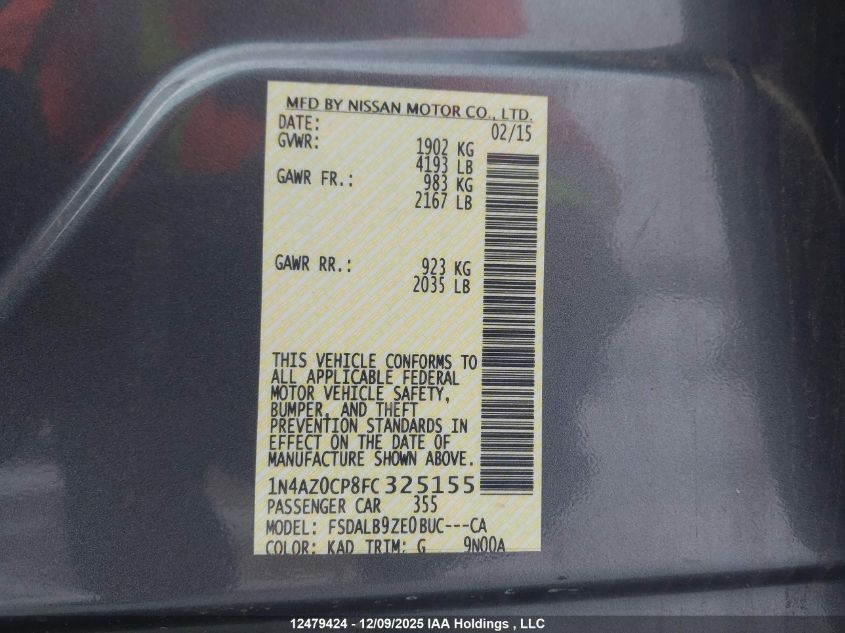 MFD BY NISSAN MOTOR CO., LTD.
DATE: 02/15
GVWR: 1902 KG
4193 LB
GAWR FR.: 983 KG
2167 LB
GAWR RR.: 923 KG
2035 LB
THIS VEHICLE CONFORMS TO
ALL APPLICABLE FEDERAL
MOTOR VEHICLE SAFETY,
BUMPER, AND THEFT
PREVENTION STANDARDS IN
EFFECT ON THE DATE OF
MANUFACTURE SHOWN ABOVE.
1N4AZ0CP8FC325155
PASSENGER CAR 355
MODEL: FSDALB9ZE0BUC---CA
COLOR: KAD TRIM: G 9N00A
12479424 - 12/09/2025 IAA Holdings , LLC